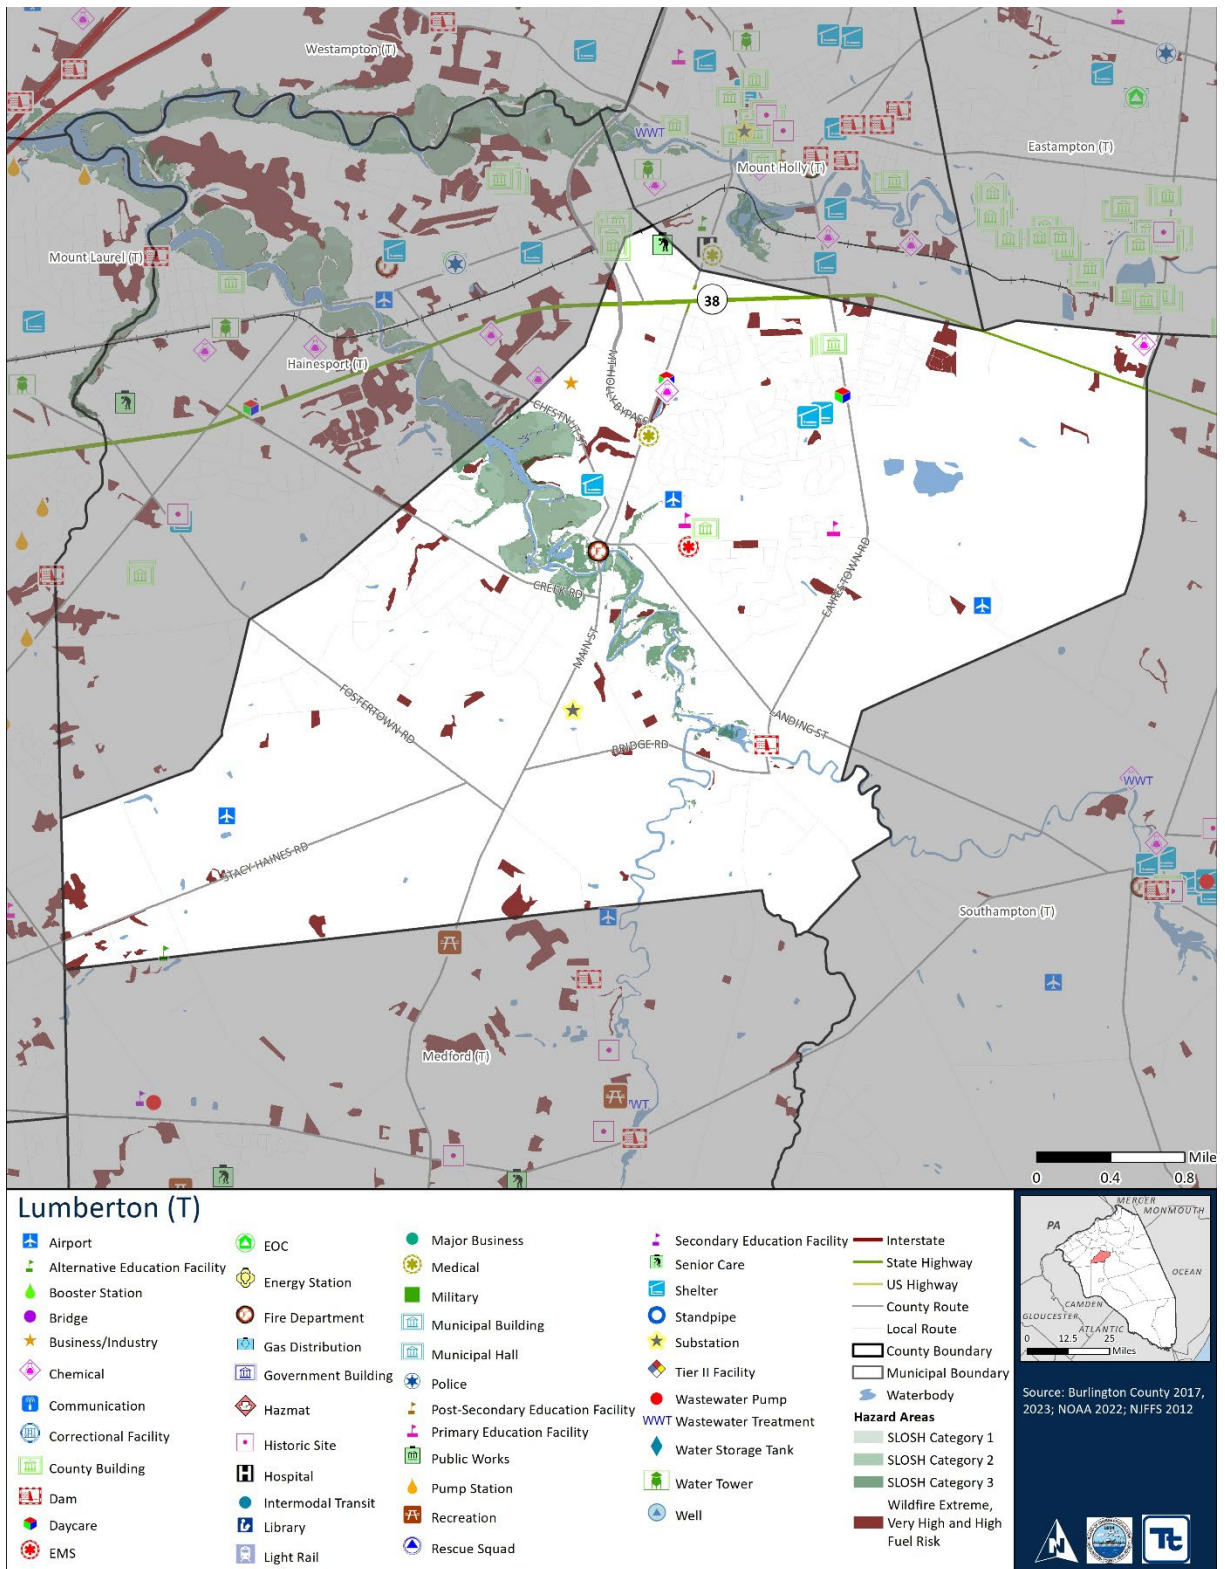 Westampton (T)
WWT
Mount Holly (T)
Eastampton (T)
Mount Laurel (T)
38
Hainesport (T)
MT HOLLY BYPASS
CHESTNUT ST
CREEK RD
MAIN ST
EAYRESTOWN RD
FOSTERTOWN RD
LANDING ST
BRIDGE RD
STACY HAINES RD
WWT
Southampton (T)
Medford (T)
WT
Mile
0 0.4 0.8
Lumberton (T)
Airport
Alternative Education Facility
Booster Station
Bridge
Business/Industry
Chemical
Communication
Correctional Facility
County Building
Dam
Daycare
EMS
EOC
Energy Station
Fire Department
Gas Distribution
Government Building
Hazmat
Historic Site
Hospital
Intermodal Transit
Library
Light Rail
Major Business
Medical
Military
Municipal Building
Municipal Hall
Police
Post-Secondary Education Facility
Primary Education Facility
Public Works
Pump Station
Recreation
Rescue Squad
Secondary Education Facility
Senior Care
Shelter
Standpipe
Substation
Tier II Facility
Wastewater Pump
WWT Wastewater Treatment
Water Storage Tank
Water Tower
Well
Interstate
State Highway
US Highway
County Route
Local Route
County Boundary
Municipal Boundary
Waterbody
Hazard Areas
SLOSH Category 1
SLOSH Category 2
SLOSH Category 3
Wildfire Extreme,
Very High and High
Fuel Risk
MERCER
MONMOUTH
PA
OCEAN
CAMDEN
GLOUCESTER
ATLANTIC
0 12.5 25
Miles
Source: Burlington County 2017,
2023; NOAA 2022; NJFFS 2012
N
Tt